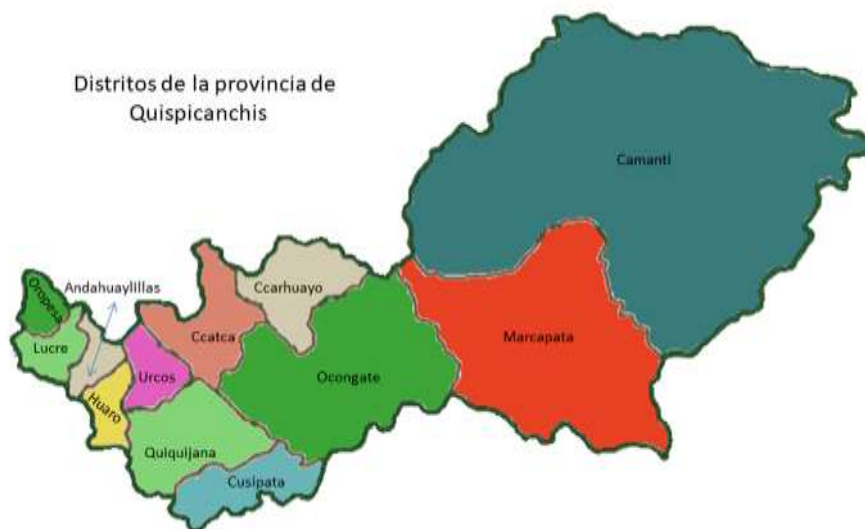 Distritos de la provincia de
Quispicanchis
Camanti
Oropesa
Andahuaylillas
Ccarhuayo
Lucre
Ccatca
Marcapata
Urcos
Ocongate
Huaro
Quiquijana
Cusipata